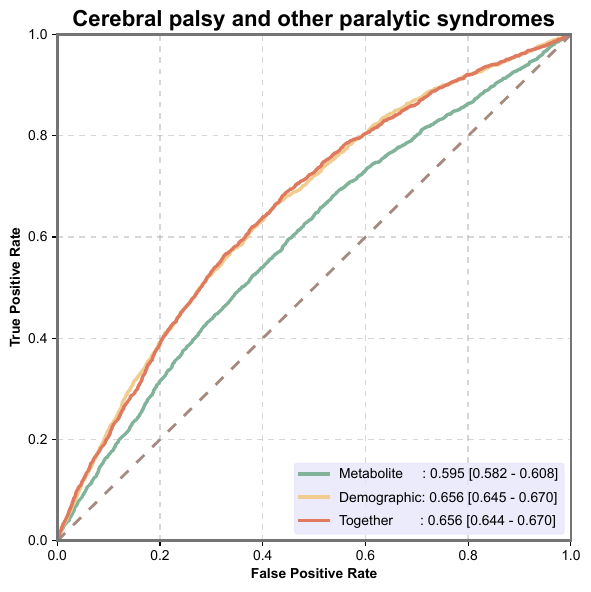 Cerebral palsy and other paralytic syndromes
True Positive Rate
1.0
0.8
0.6
0.4
0.2
0.0
Metabolite : 0.595 [0.582 - 0.608]
Demographic: 0.656 [0.645 - 0.670]
Together : 0.656 [0.644 - 0.670]
0.0 0.2 0.4 0.6 0.8 1.0
False Positive Rate